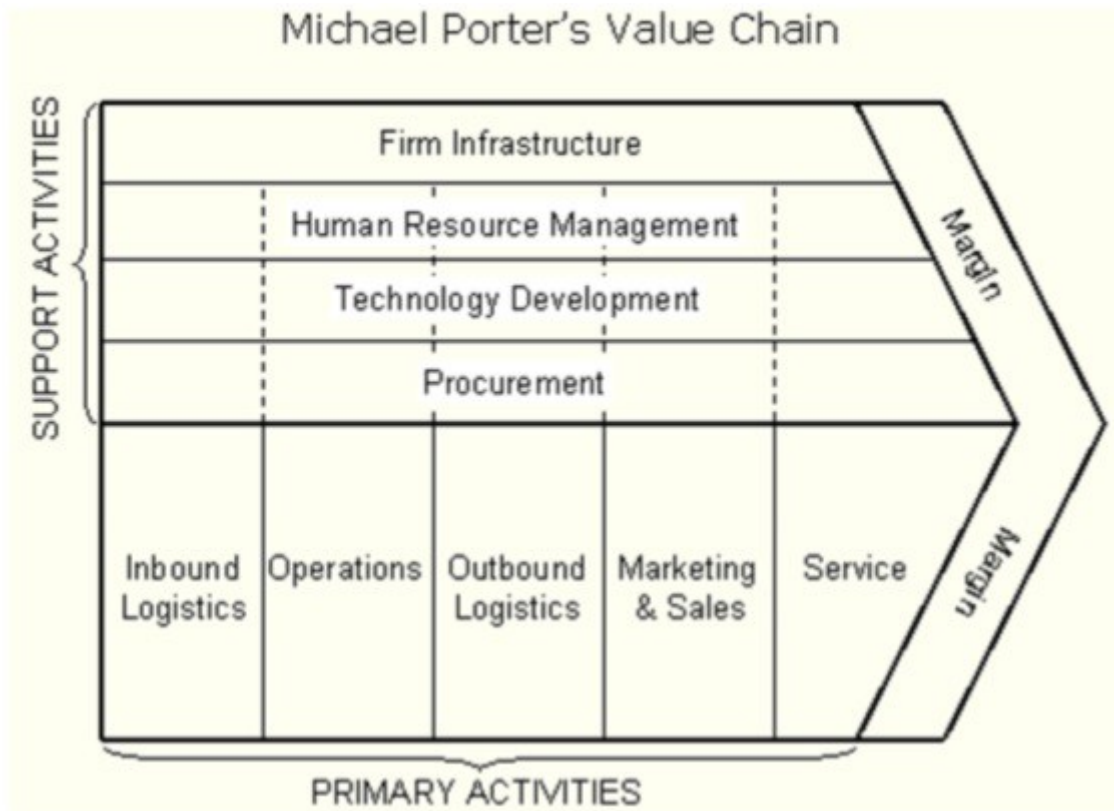 Michael Porter's Value Chain
SUPPORT ACTIVITIES
Firm Infrastructure
Human Resource Management
Technology Development
Procurement
Margin
Inbound
Logistics
Operations
Outbound
Logistics
Marketing
& Sales
Service
Margin
PRIMARY ACTIVITIES